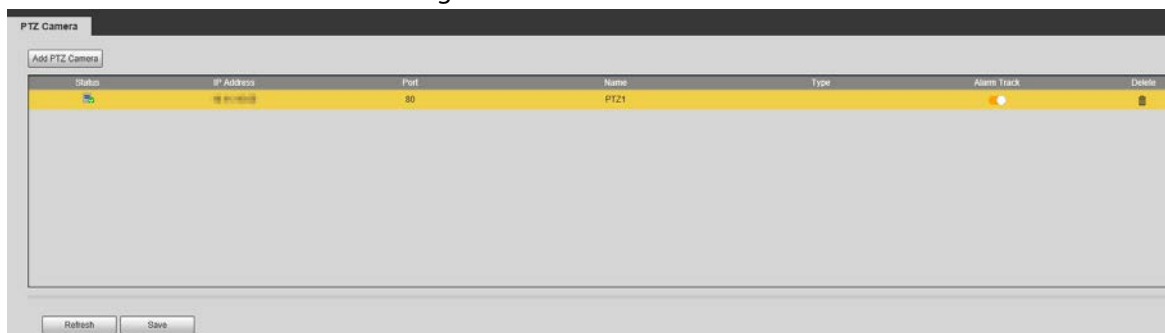 PTZ Camera
Add PTZ Camera
Status IP Address Port Name Type Alarm Track Delete
80 PTZ1
Refresh Save